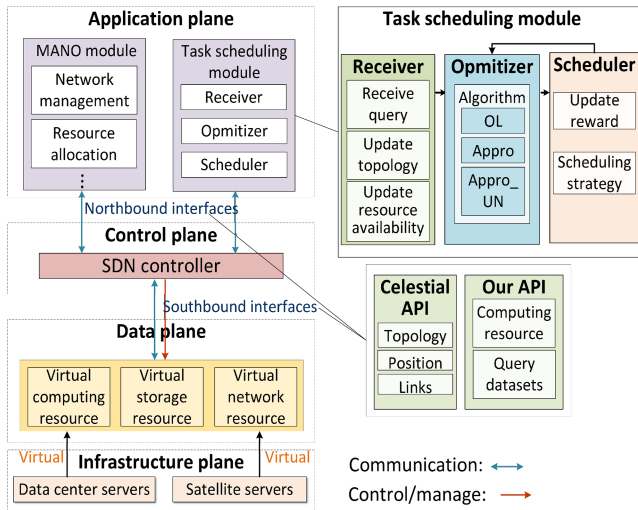 Application plane
MANO module
Network
management
Resource
allocation
⋮
Task scheduling
module
Receiver
Opmitizer
Scheduler
Northbound interfaces
Control plane
SDN controller
Southbound interfaces
Data plane
Virtual
computing
resource
Virtual
storage
resource
Virtual
network
resource
Virtual
Virtual
Infrastructure plane
Data center servers
Satellite servers
Task scheduling module
Receiver
Receive
query
Update
topology
Update
resource
availability
Opmitizer
Algorithm
OL
Appro
Appro_
UN
Scheduler
Update
reward
Scheduling
strategy
Celestial
API
Topology
Position
Links
Our API
Computing
resource
Query
datasets
Communication:
Control/manage: